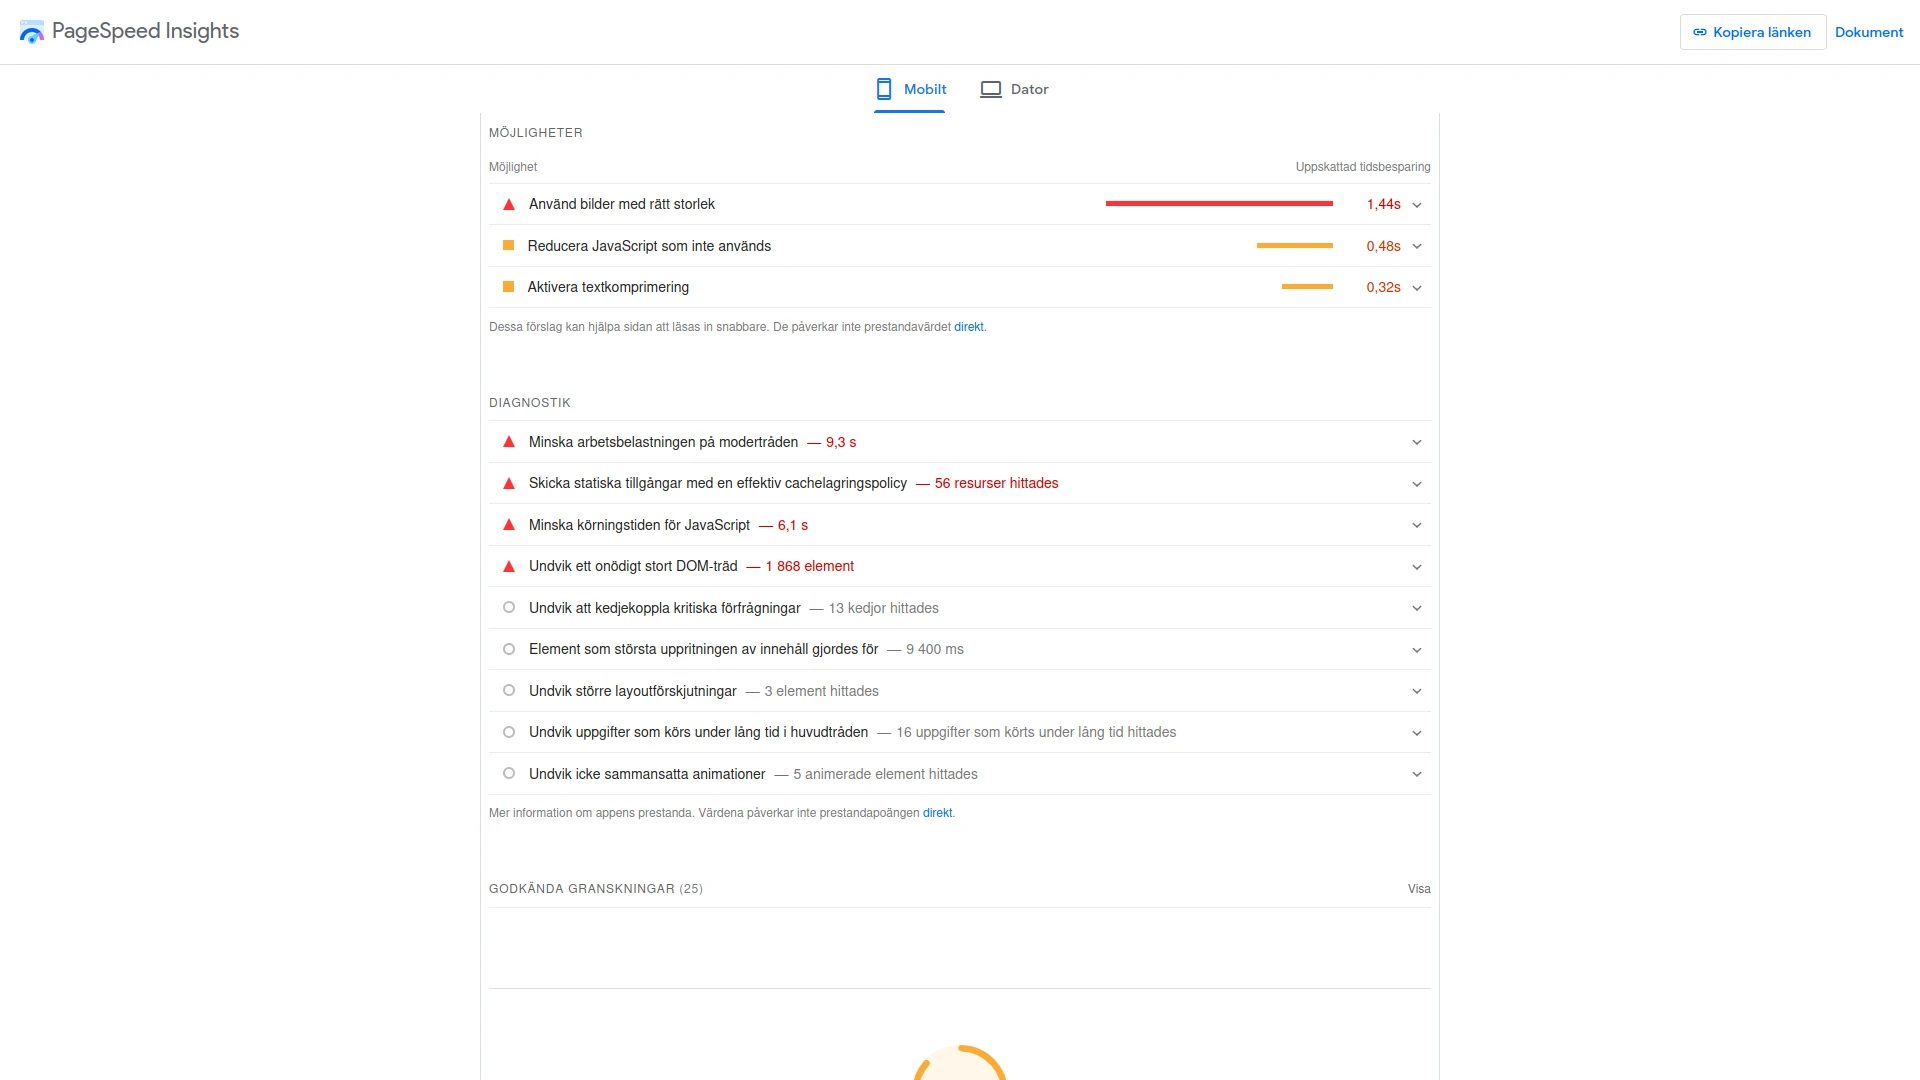 PageSpeed Insights
Kopiera länken
Dokument
Mobilt
Dator
MÖJLIGHETER
Möjlighet
Uppskattad tidsbesparing
Använd bilder med rätt storlek
1,44s
Reducera JavaScript som inte används
0,48s
Aktivera textkomprimering
0,32s
Dessa förslag kan hjälpa sidan att läsas in snabbare. De påverkar inte prestandavärdet direkt.
DIAGNOSTIK
Minska arbetsbelastningen på modertråden — 9,3 s
Skicka statiska tillgångar med en effektiv cachelagringspolicy — 56 resurser hittades
Minska körningstiden för JavaScript — 6,1 s
Undvik ett onödigt stort DOM-träd — 1 868 element
Undvik att kedjekoppla kritiska förfrågningar — 13 kedjor hittades
Element som största uppritningen av innehåll gjordes för — 9 400 ms
Undvik större layoutförskjutningar — 3 element hittades
Undvik uppgifter som körs under lång tid i huvudtråden — 16 uppgifter som körts under lång tid hittades
Undvik icke sammansatta animationer — 5 animerade element hittades
Mer information om appens prestanda. Värdena påverkar inte prestandapoängen direkt.
GODKÄNDA GRANSKNINGAR (25)
Visa